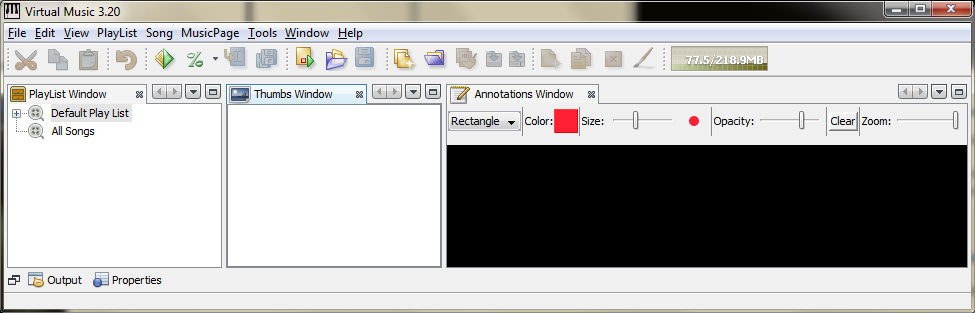 Virtual Music 3.20
File Edit View PlayList Song MusicPage Tools Window Help
% 77.5/218.9MB
PlayList Window Thumbs Window Annotations Window
Default Play List
All Songs
Rectangle Color: Size: Opacity: Clear Zoom:
Output Properties